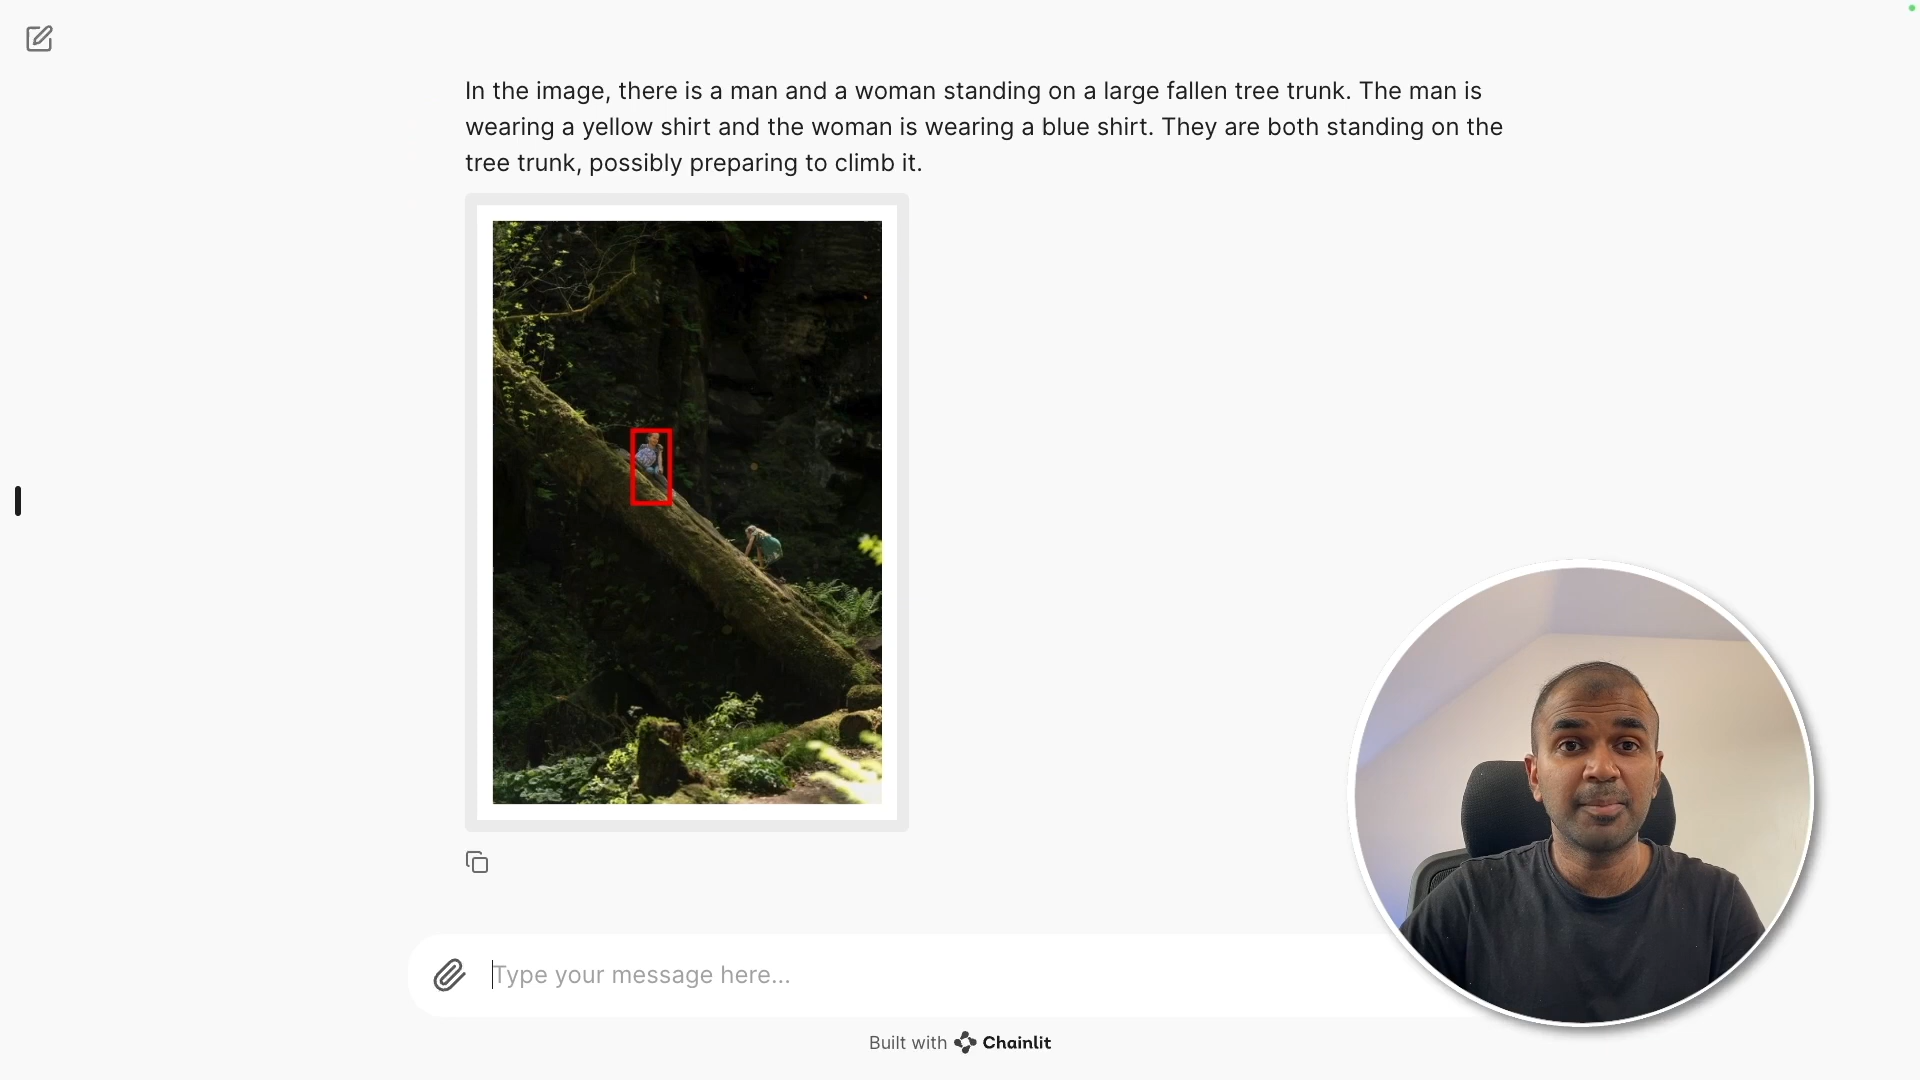 In the image, there is a man and a woman standing on a large fallen tree trunk. The man is
wearing a yellow shirt and the woman is wearing a blue shirt. They are both standing on the
tree trunk, possibly preparing to climb it.
Type your message here...
Built with Chainlit